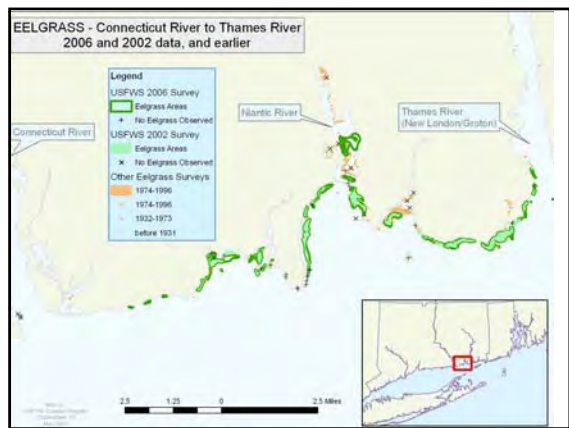 EELGRASS - Connecticut River to Thames River
2006 and 2002 data, and earlier
Legend
USFWS 2006 Survey
Eelgrass Areas
No Eelgrass Observed
USFWS 2002 Survey
Eelgrass Areas
No Eelgrass Observed
Other Eelgrass Surveys
1974-1996
1974-1996
1932-1973
before 1931
Connecticut River
Niantic River
Thames River
(New London/Groton)
2.5 1.25 0 2.5 Miles